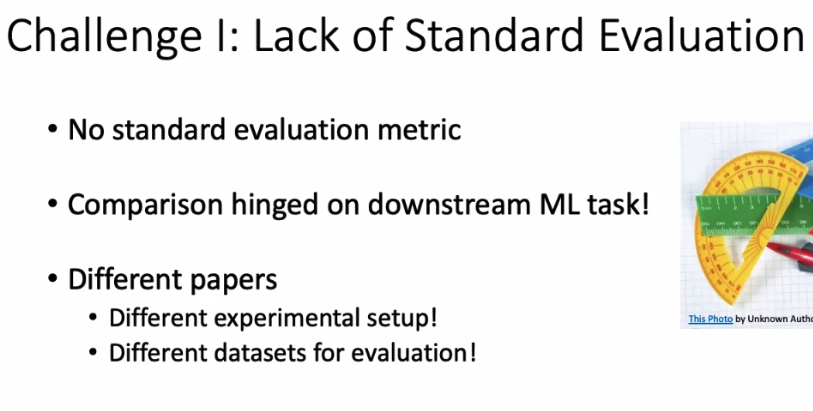 Challenge I: Lack of Standard Evaluation
• No standard evaluation metric
• Comparison hinged on downstream ML task!
• Different papers
• Different experimental setup!
• Different datasets for evaluation!
This Photo by Unknown